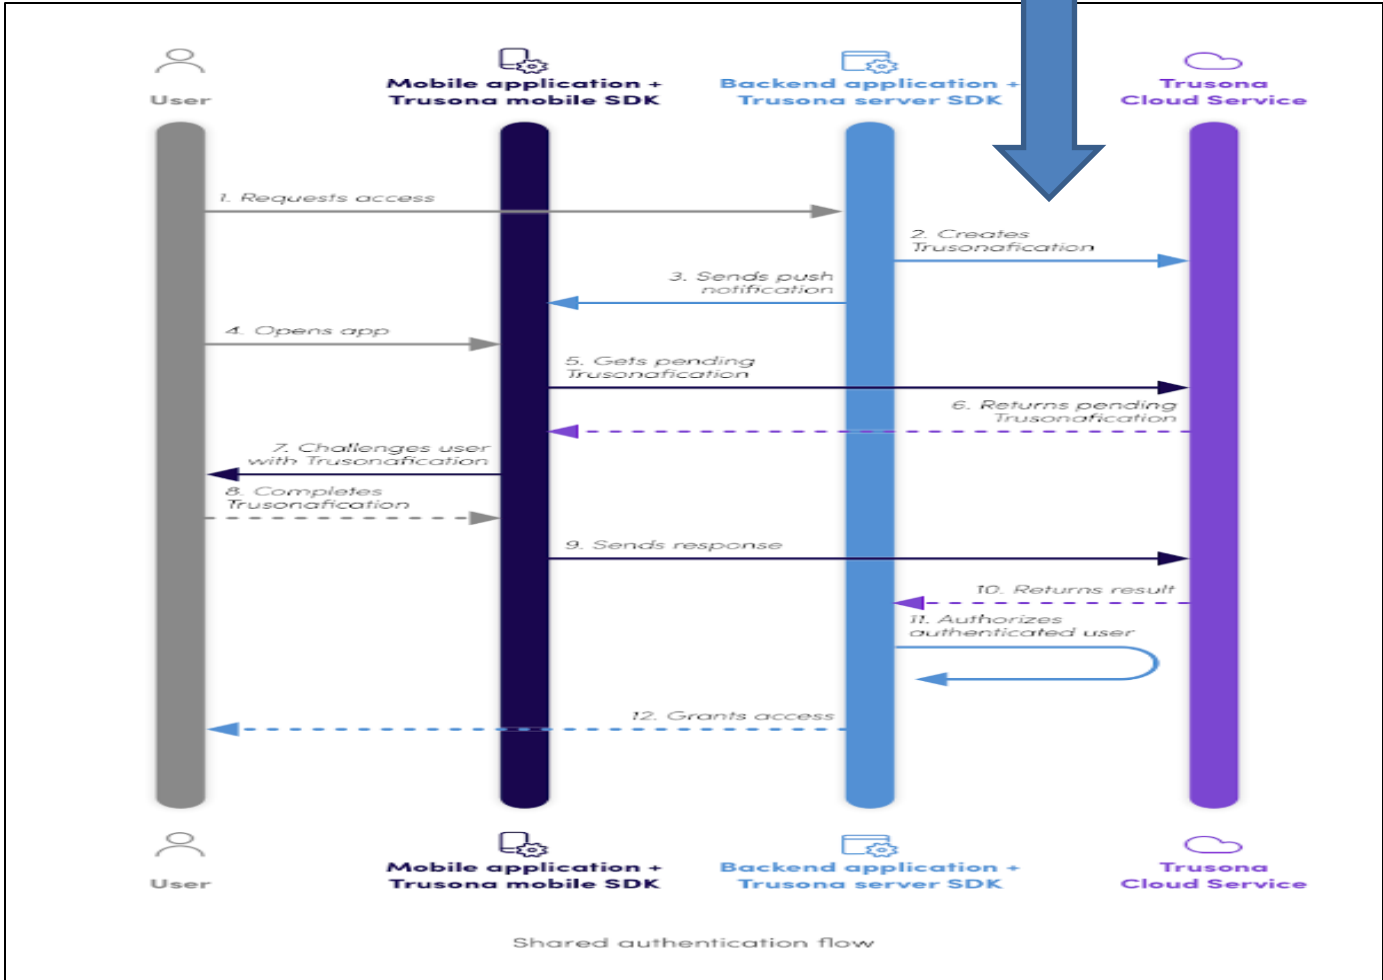 User
Mobile application +
Trusona mobile SDK
Backend application +
Trusona server SDK
Trusona
Cloud Service
1. Requests access
2. Creates
Trusonafication
3. Sends push
notification
4. Opens app
5. Gets pending
Trusonafication
6. Returns pending
Trusonafication
7. Challenges user
with Trusonafication
8. Completes
Trusonafication
9. Sends response
10. Returns result
11. Authorizes
authenticated user
12. Grants access
User
Mobile application +
Trusona mobile SDK
Backend application +
Trusona server SDK
Trusona
Cloud Service
Shared authentication flow